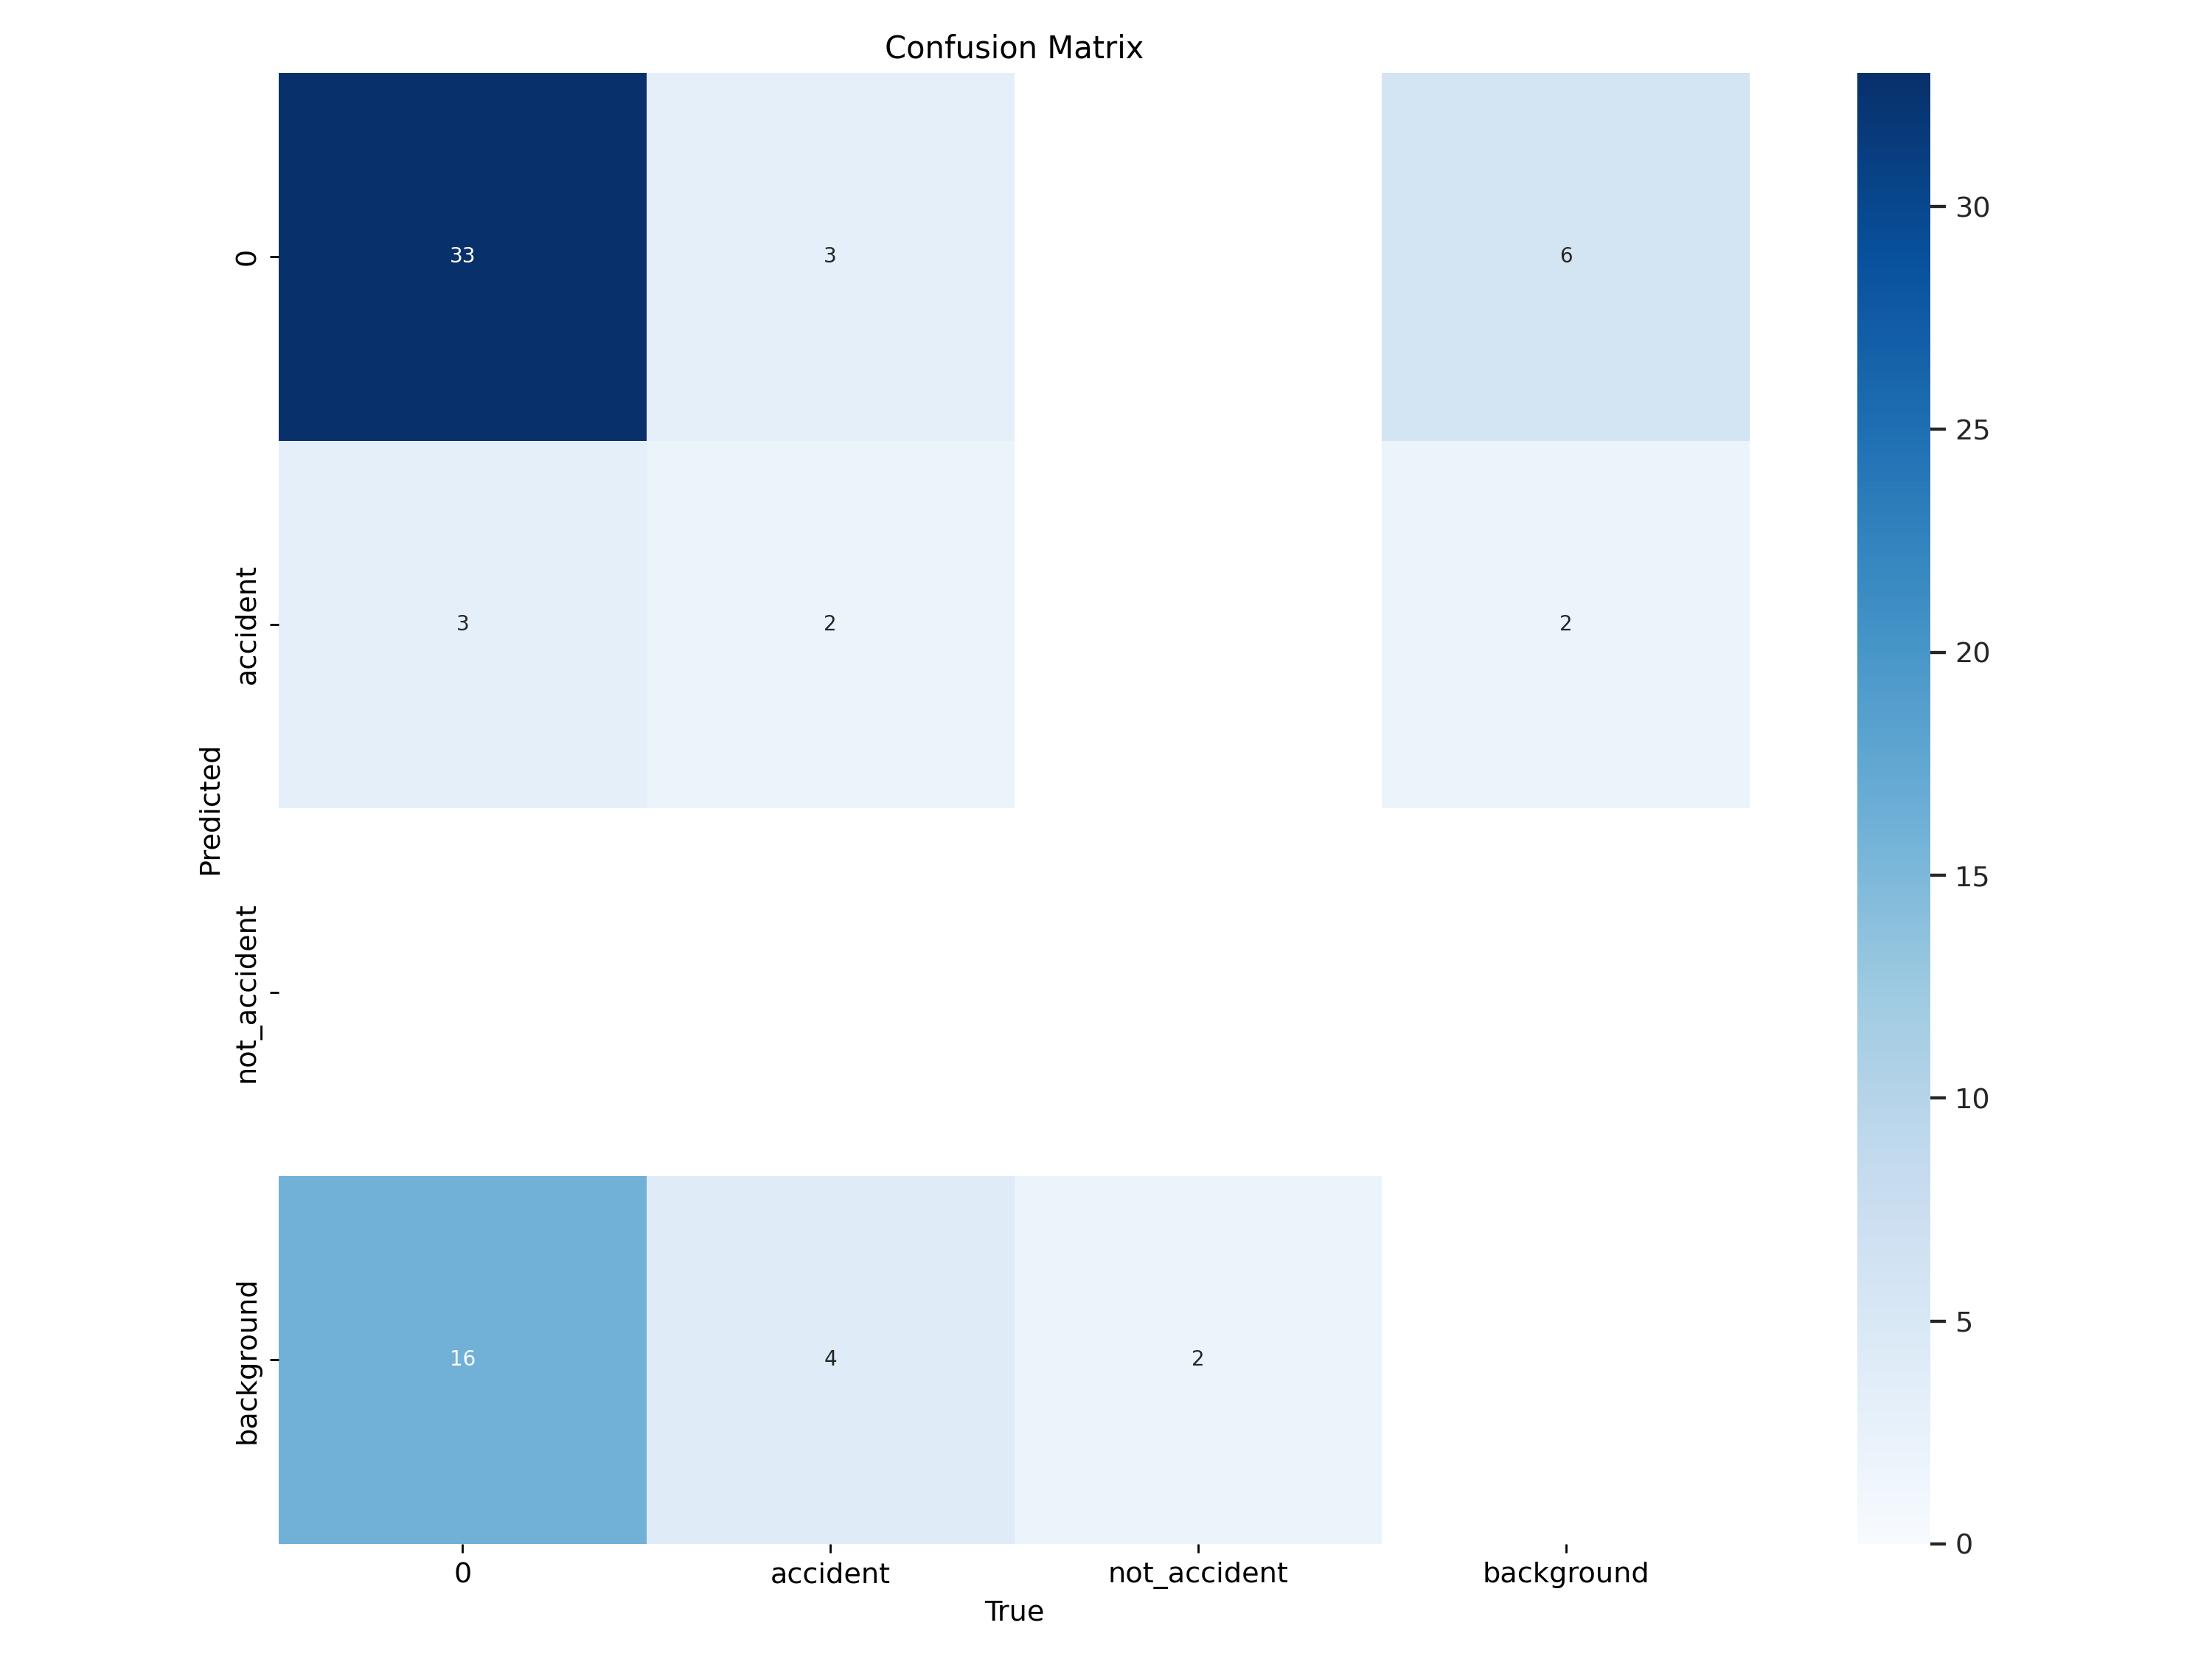 Confusion Matrix
0
33
3
6
accident
3
2
2
not_accident
background
16
4
2
Predicted
0
accident
not_accident
background
True
30
25
20
15
10
5
0